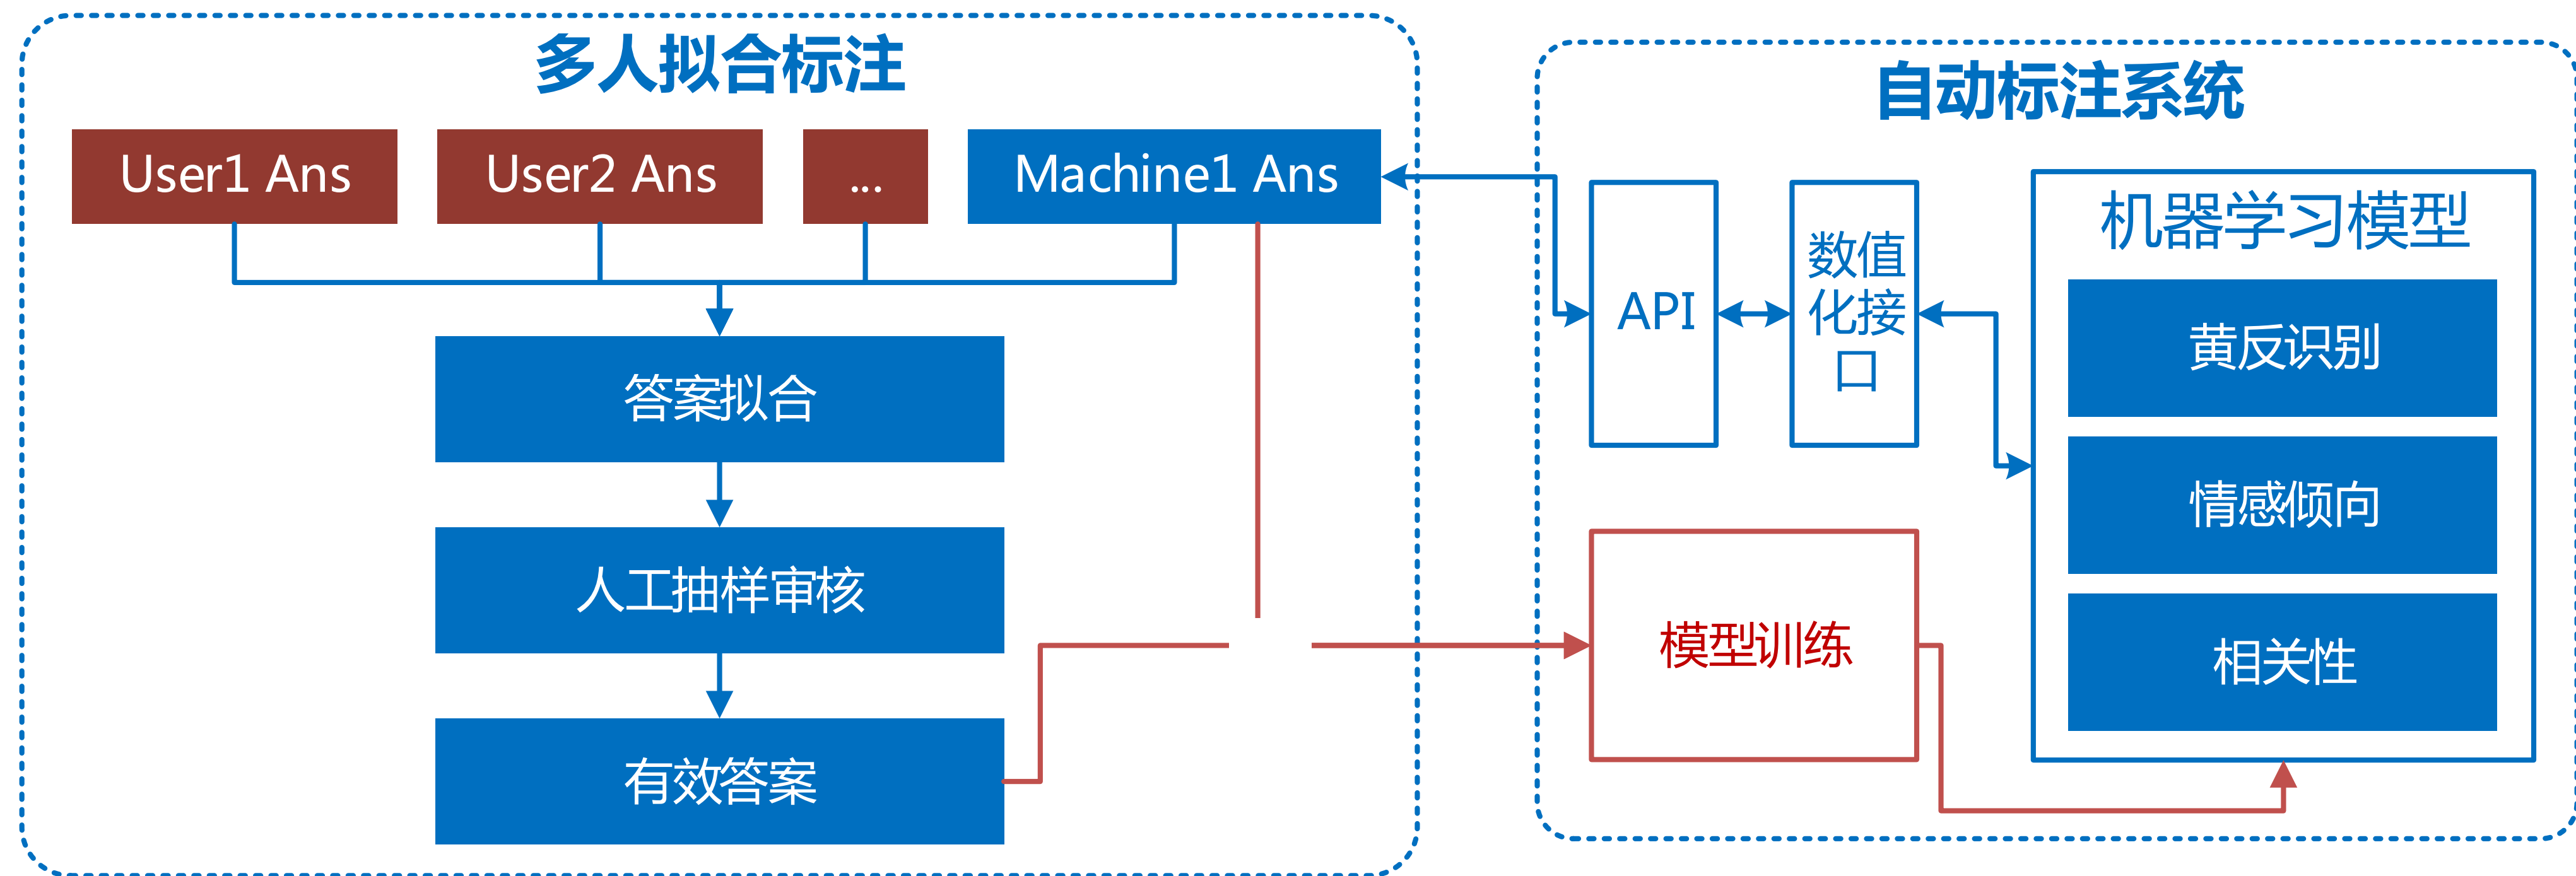 多人拟合标注
User1 Ans
User2 Ans
...
Machine1 Ans
答案拟合
人工抽样审核
有效答案
自动标注系统
API
数值
化接
口
模型训练
机器学习模型
黄反识别
情感倾向
相关性